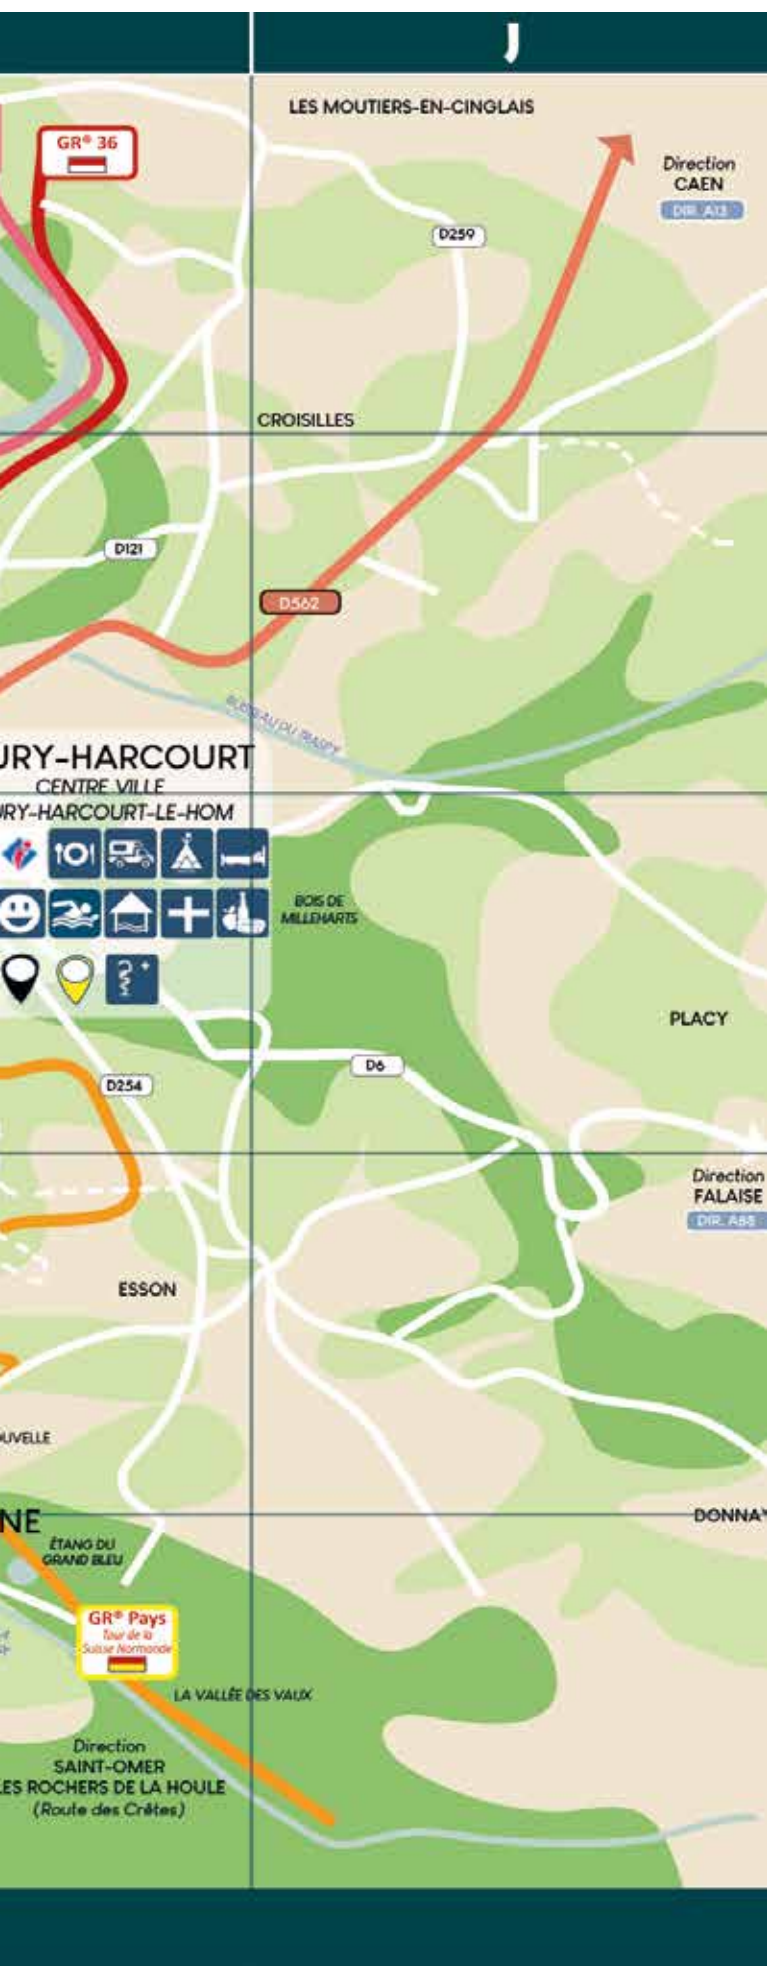 J
LES MOUTIERS-EN-CINGLAIS
GR® 36
Direction
CAEN
DIR. A13
D259
CROISILLES
D121
D562
RUISSEAU DU TRASPY
URY-HARCOURT
CENTRE VILLE
URY-HARCOURT-LE-HOM
BOIS DE
MILLEHARTS
PLACY
D6
D254
Direction
FALAISE
DIR. A88
ESSON
OUVELLE
NE
DONNAY
ÉTANG DU
GRAND BLEU
GR® Pays
Tour de la
Suisse Normande
LA VALLÉE DES VAUX
Direction
SAINT-OMER
LES ROCHERS DE LA HOULE
(Route des Crêtes)